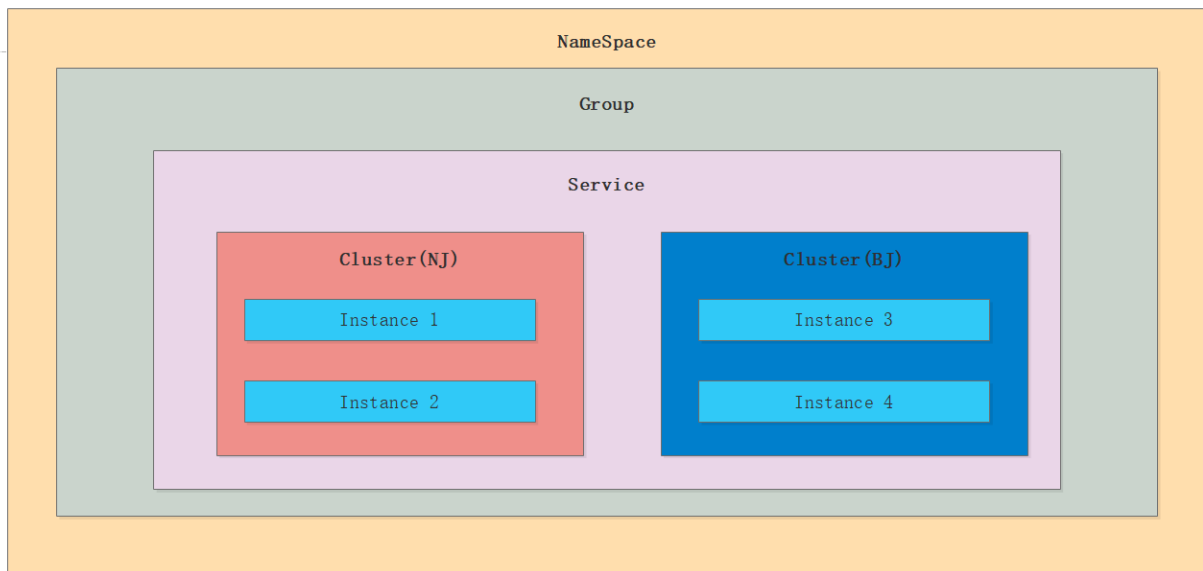 NameSpace
Group
Service
Cluster(NJ)
Instance 1
Instance 2
Cluster(BJ)
Instance 3
Instance 4